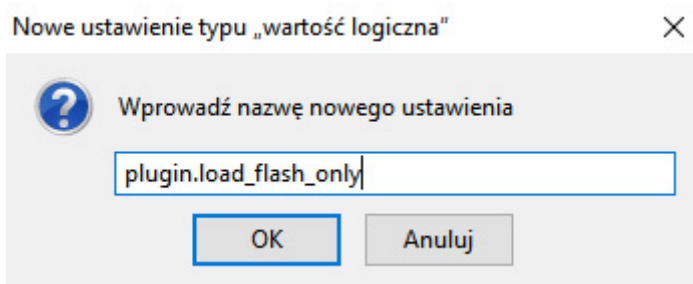 Nowe ustawienie typu „wartość logiczna”
Wprowadź nazwę nowego ustawienia
plugin.load_flash_only
OK
Anuluj